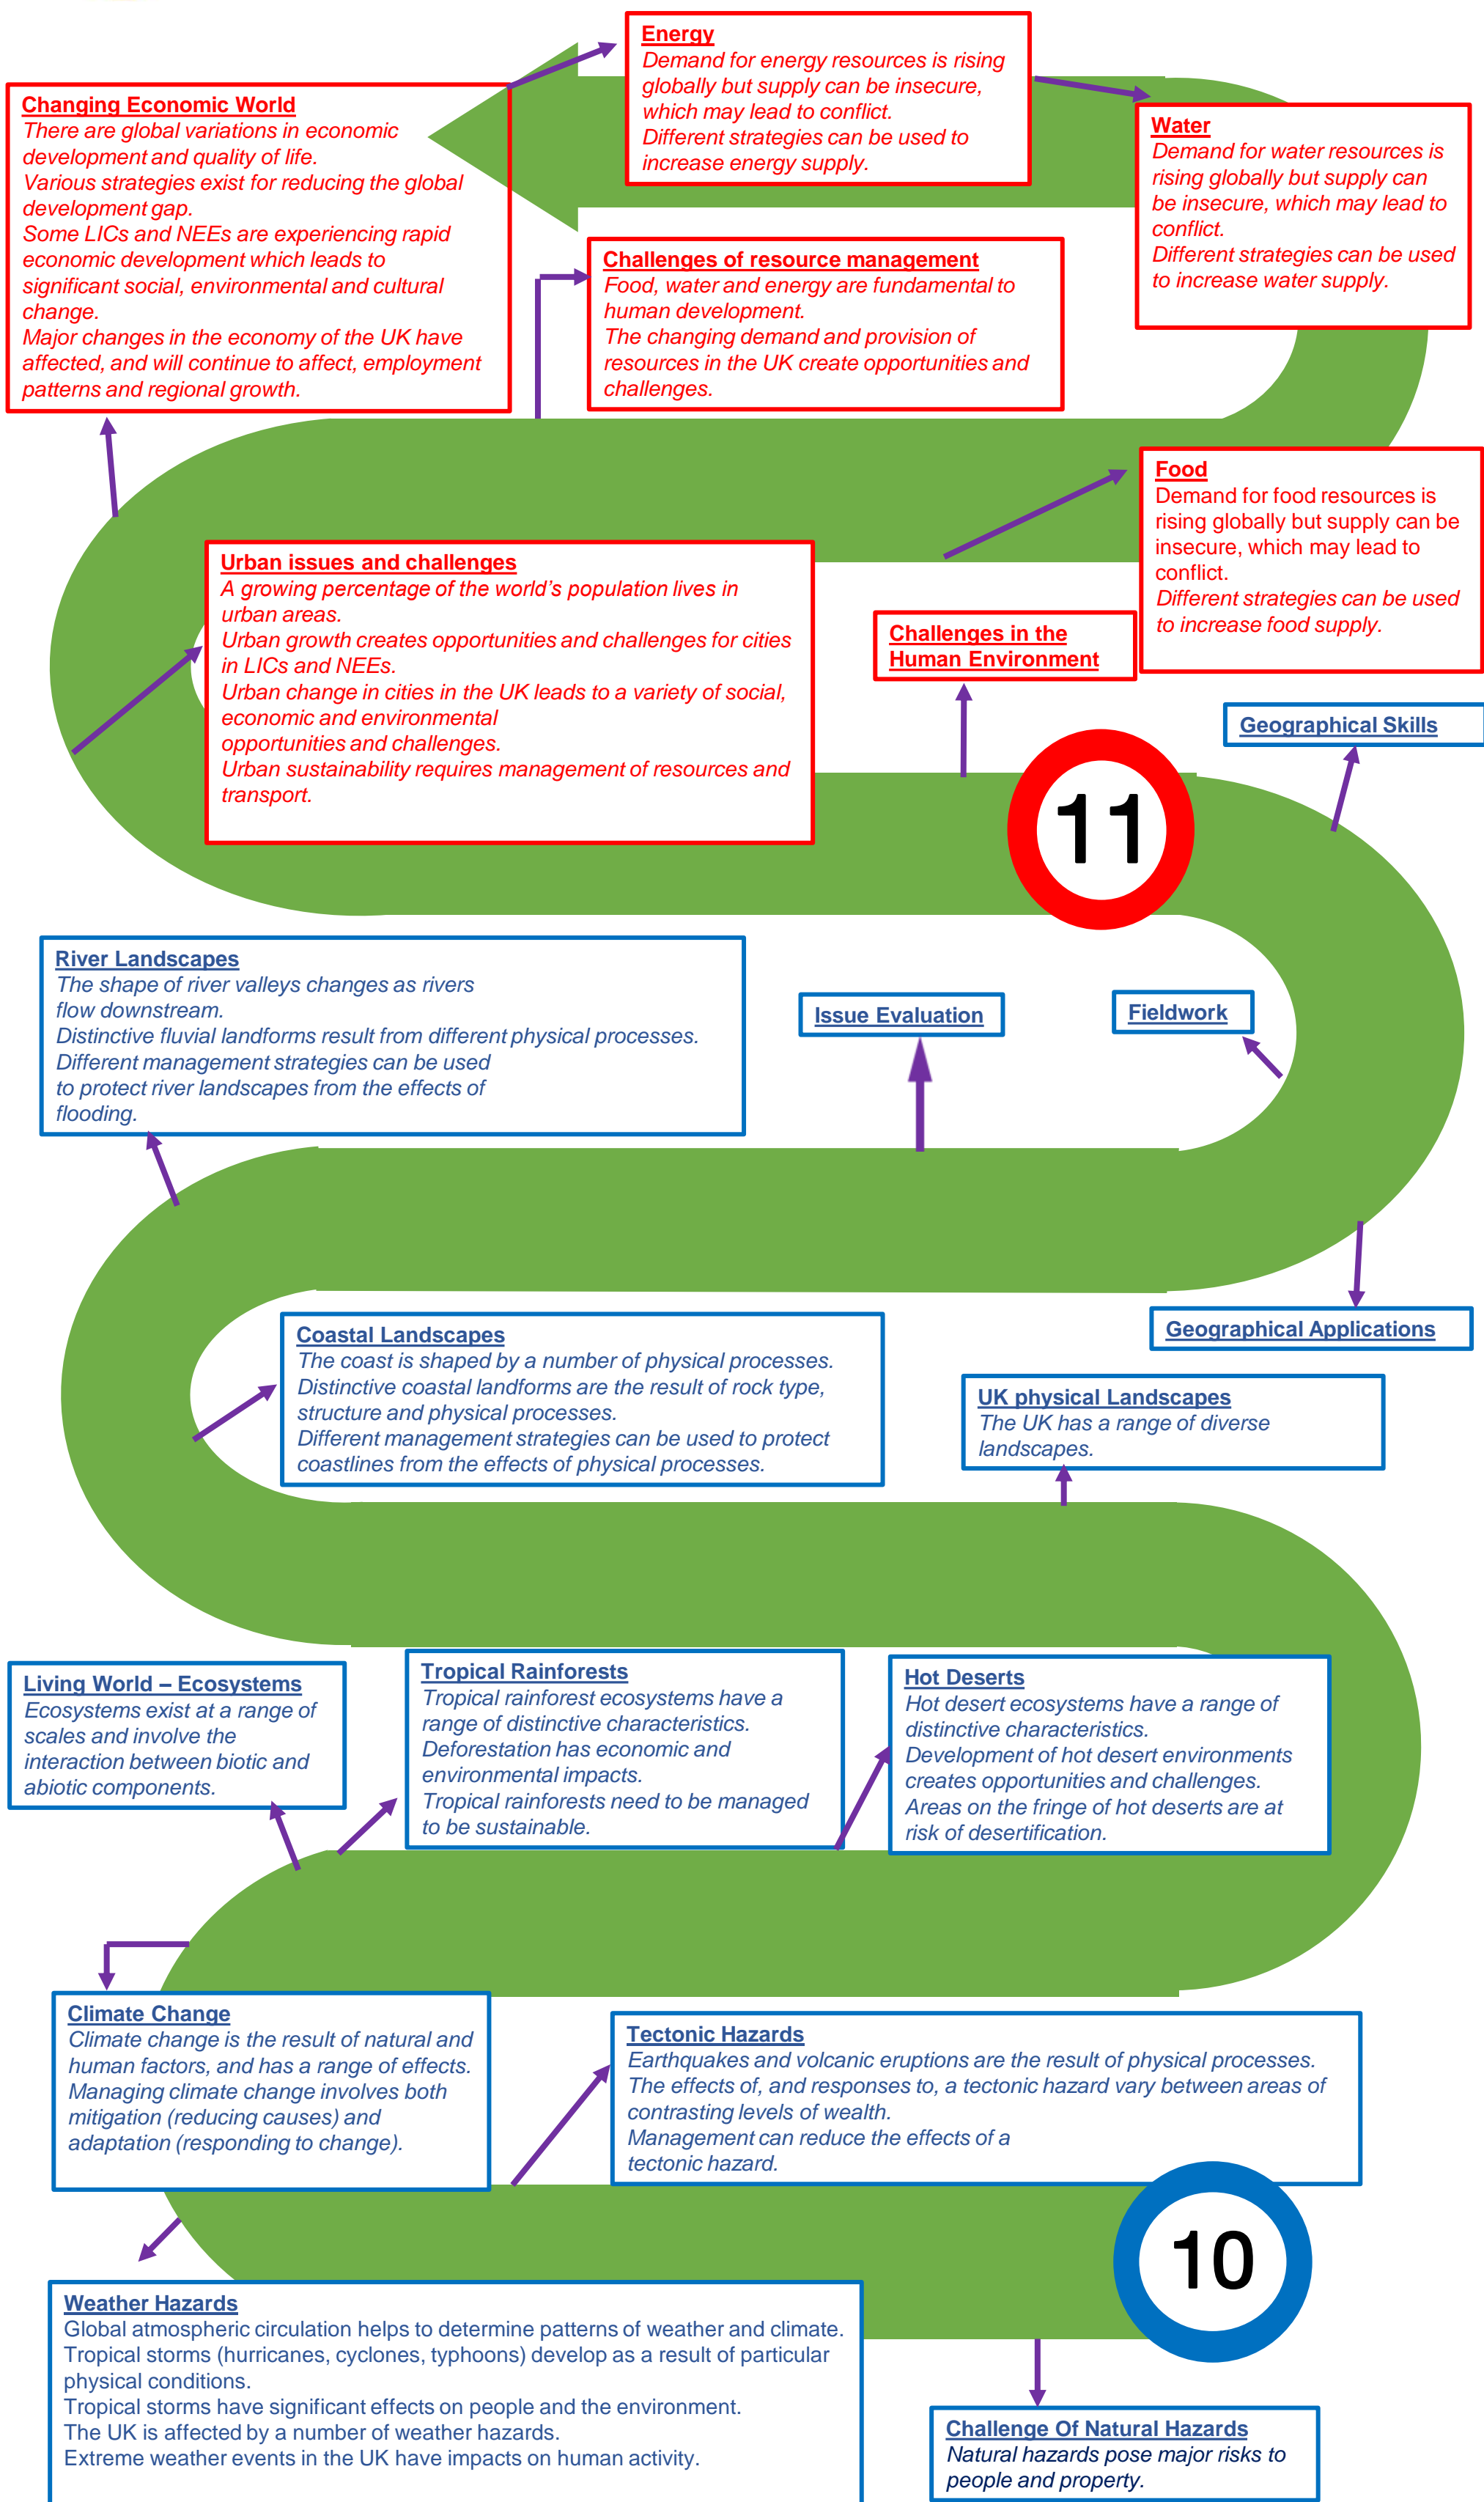 Energy
Demand for energy resources is rising
globally but supply can be insecure,
which may lead to conflict.
Different strategies can be used to
increase energy supply.
Changing Economic World
There are global variations in economic
development and quality of life.
Various strategies exist for reducing the global
development gap.
Some LICs and NEEs are experiencing rapid
economic development which leads to
significant social, environmental and cultural
change.
Major changes in the economy of the UK have
affected, and will continue to affect, employment
patterns and regional growth.
Water
Demand for water resources is
rising globally but supply can
be insecure, which may lead to
conflict.
Different strategies can be used
to increase water supply.
Challenges of resource management
Food, water and energy are fundamental to
human development.
The changing demand and provision of
resources in the UK create opportunities and
challenges.
Food
Demand for food resources is
rising globally but supply can be
insecure, which may lead to
conflict.
Different strategies can be used
to increase food supply.
Urban issues and challenges
A growing percentage of the world's population lives in
urban areas.
Urban growth creates opportunities and challenges for cities
in LICs and NEEs.
Urban change in cities in the UK leads to a variety of social,
economic and environmental
opportunities and challenges.
Urban sustainability requires management of resources and
transport.
Challenges in the
Human Environment
Geographical Skills
11
River Landscapes
The shape of river valleys changes as rivers
flow downstream.
Distinctive fluvial landforms result from different physical processes.
Different management strategies can be used
to protect river landscapes from the effects of
flooding.
Issue Evaluation
Fieldwork
Geographical Applications
Coastal Landscapes
The coast is shaped by a number of physical processes.
Distinctive coastal landforms are the result of rock type,
structure and physical processes.
Different management strategies can be used to protect
coastlines from the effects of physical processes.
UK physical Landscapes
The UK has a range of diverse
landscapes.
Living World – Ecosystems
Ecosystems exist at a range of
scales and involve the
interaction between biotic and
abiotic components.
Tropical Rainforests
Tropical rainforest ecosystems have a
range of distinctive characteristics.
Deforestation has economic and
environmental impacts.
Tropical rainforests need to be managed
to be sustainable.
Hot Deserts
Hot desert ecosystems have a range of
distinctive characteristics.
Development of hot desert environments
creates opportunities and challenges.
Areas on the fringe of hot deserts are at
risk of desertification.
Climate Change
Climate change is the result of natural and
human factors, and has a range of effects.
Managing climate change involves both
mitigation (reducing causes) and
adaptation (responding to change).
Tectonic Hazards
Earthquakes and volcanic eruptions are the result of physical processes.
The effects of, and responses to, a tectonic hazard vary between areas of
contrasting levels of wealth.
Management can reduce the effects of a
tectonic hazard.
10
Weather Hazards
Global atmospheric circulation helps to determine patterns of weather and climate.
Tropical storms (hurricanes, cyclones, typhoons) develop as a result of particular
physical conditions.
Tropical storms have significant effects on people and the environment.
The UK is affected by a number of weather hazards.
Extreme weather events in the UK have impacts on human activity.
Challenge Of Natural Hazards
Natural hazards pose major risks to
people and property.